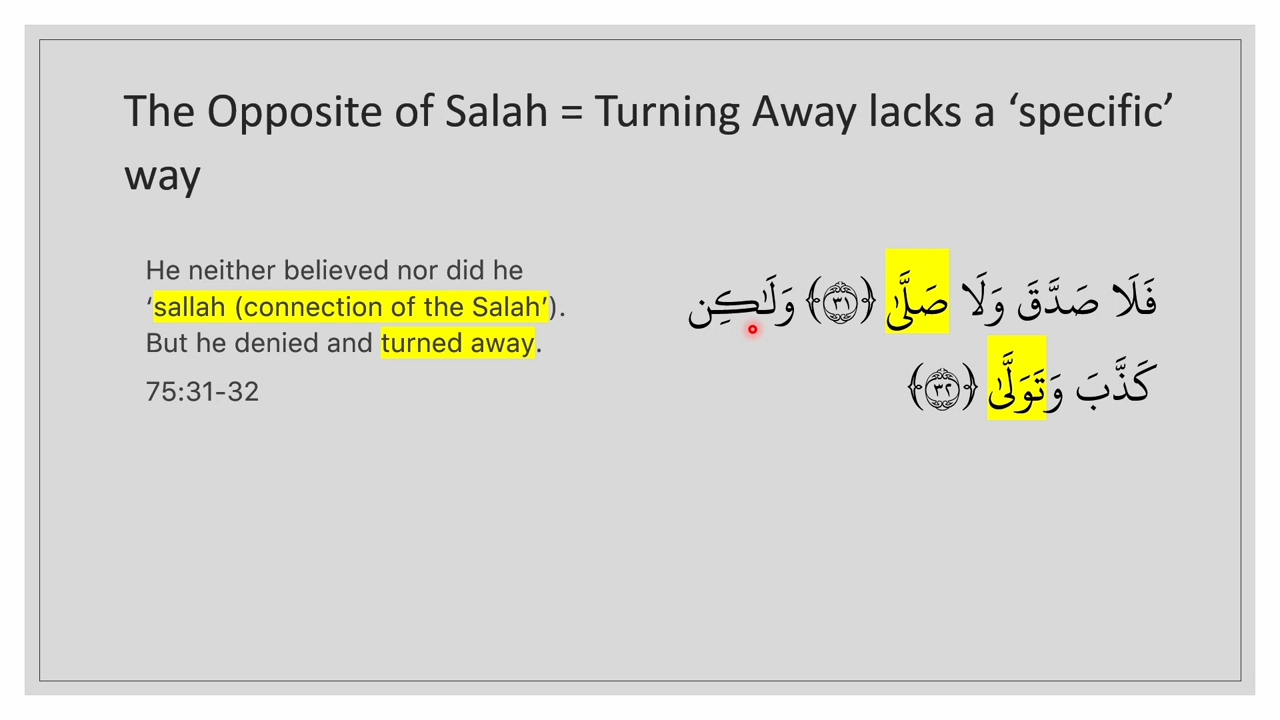 The Opposite of Salah = Turning Away lacks a ‘specific’
way
He neither believed nor did he
‘sallah (connection of the Salah’).
But he denied and turned away.
75:31-32
فَلَا صَدَّقَ وَلَا صَلَّىٰ ﴿٣١﴾ وَلَـٰكِن
كَذَّبَ وَتَوَلَّىٰ ﴿٣٢﴾